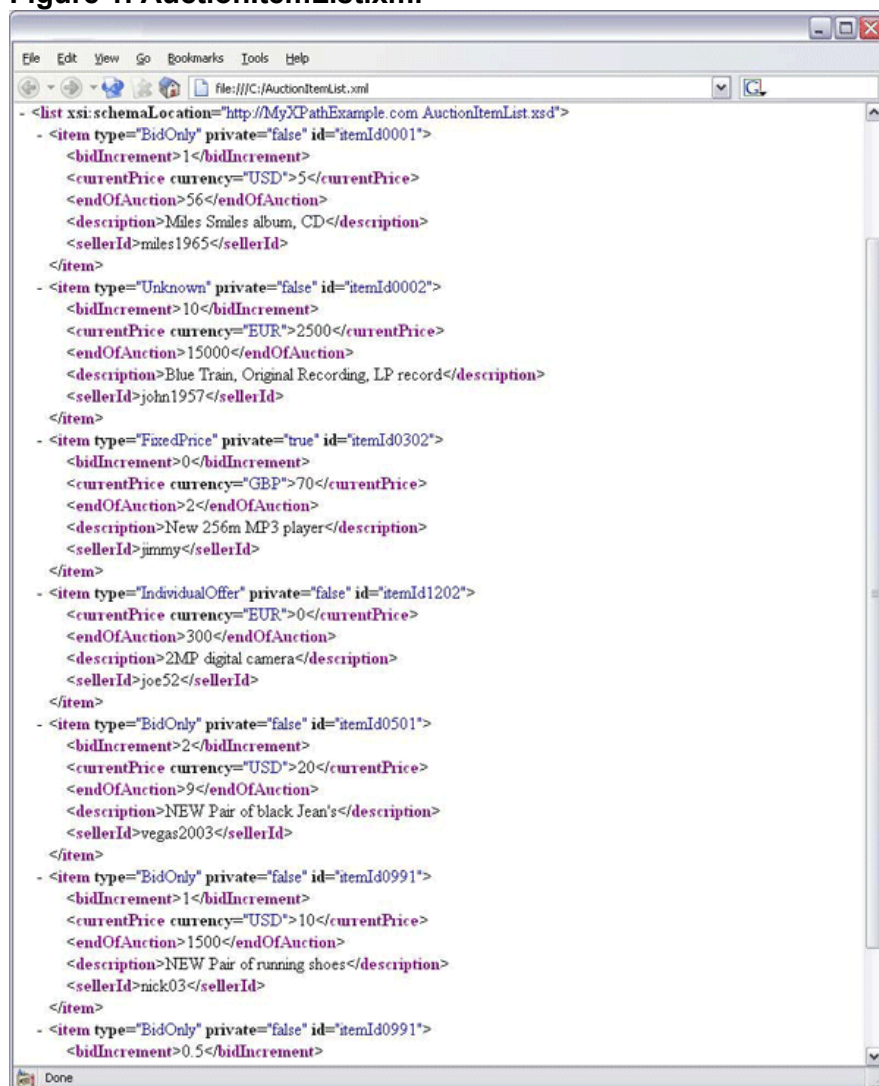 Figure 1. AuctionItemList.xml
File Edit View Go Bookmarks Tools Help
file:///C:/AuctionItemList.xml
G
- <list xsi:schemaLocation="http://MyXPathExample.com AuctionItemList.xsd">
- <item type="BidOnly" private="false" id="itemId0001">
<bidIncrement>1</bidIncrement>
<currentPrice currency="USD">5</currentPrice>
<endOfAuction>56</endOfAuction>
<description>Miles Smiles album, CD</description>
<sellerId>miles1965</sellerId>
</item>
- <item type="Unknown" private="false" id="itemId0002">
<bidIncrement>10</bidIncrement>
<currentPrice currency="EUR">2500</currentPrice>
<endOfAuction>15000</endOfAuction>
<description>Blue Train, Original Recording, LP record</description>
<sellerId>john1957</sellerId>
</item>
- <item type="FixedPrice" private="true" id="itemId0302">
<bidIncrement>0</bidIncrement>
<currentPrice currency="GBP">70</currentPrice>
<endOfAuction>2</endOfAuction>
<description>New 256m MP3 player</description>
<sellerId>jimmy</sellerId>
</item>
- <item type="IndividualOffer" private="false" id="itemId1202">
<currentPrice currency="EUR">0</currentPrice>
<endOfAuction>300</endOfAuction>
<description>2MP digital camera</description>
<sellerId>joe52</sellerId>
</item>
- <item type="BidOnly" private="false" id="itemId0501">
<bidIncrement>2</bidIncrement>
<currentPrice currency="USD">20</currentPrice>
<endOfAuction>9</endOfAuction>
<description>NEW Pair of black Jean's</description>
<sellerId>vegas2003</sellerId>
</item>
- <item type="BidOnly" private="false" id="itemId0991">
<bidIncrement>1</bidIncrement>
<currentPrice currency="USD">10</currentPrice>
<endOfAuction>1500</endOfAuction>
<description>NEW Pair of running shoes</description>
<sellerId>nick03</sellerId>
</item>
- <item type="BidOnly" private="false" id="itemId0991">
<bidIncrement>0.5</bidIncrement>
Done